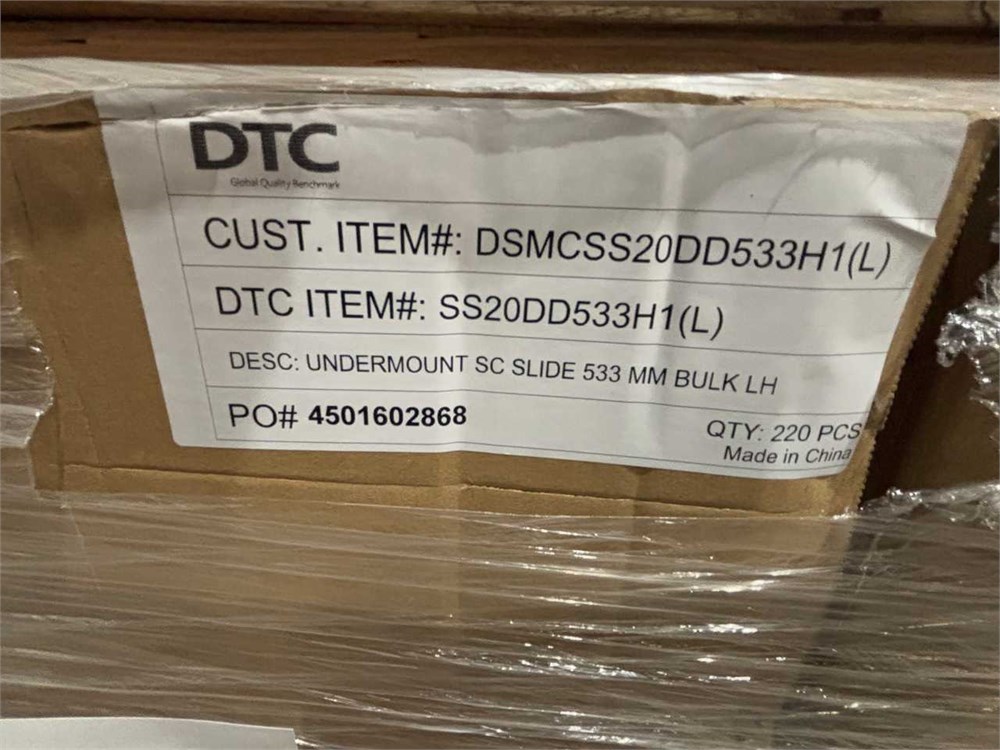 DTC
Global Quality Benchmark
CUST. ITEM#: DSMCSS20DD533H1(L)
DTC ITEM#: SS20DD533H1(L)
DESC: UNDERMOUNT SC SLIDE 533 MM BULK LH
PO# 4501602868
QTY: 220 PCS
Made in China